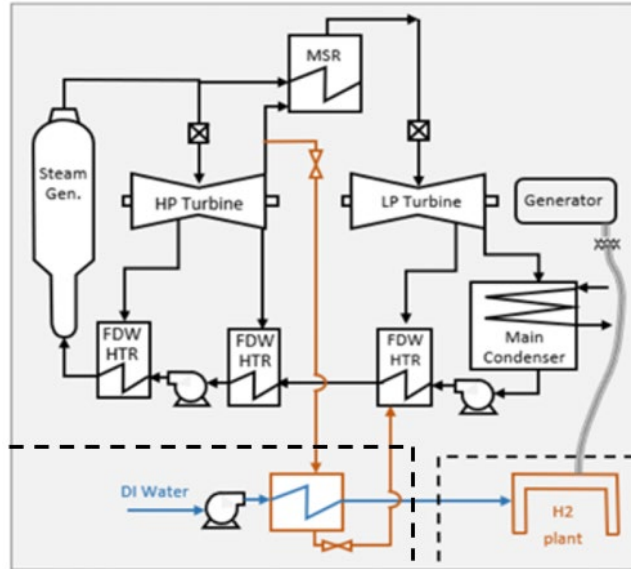 MSR
Steam
Gen.
HP Turbine
LP Turbine
Generator
FDW
HTR
FDW
HTR
FDW
HTR
Main
Condenser
DI Water
H2
plant